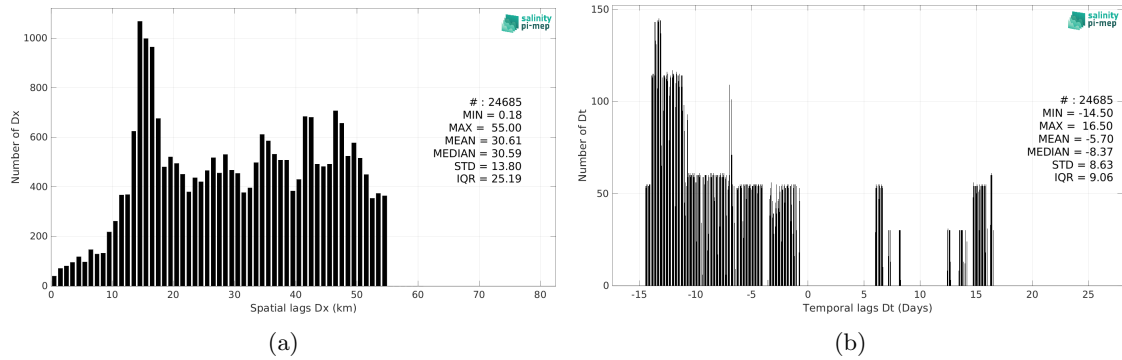 salinity
pi-mep
1000
800
600
400
200
0
Number of Dx
# : 24685
MIN = 0.18
MAX = 55.00
MEAN = 30.61
MEDIAN = 30.59
STD = 13.80
IQR = 25.19
0 10 20 30 40 50 60 70 80
Spatial lags Dx (km)
(a)
salinity
pi-mep
150
100
50
0
Number of Dt
# : 24685
MIN = -14.50
MAX = 16.50
MEAN = -5.70
MEDIAN = -8.37
STD = 8.63
IQR = 9.06
-15 -10 -5 0 5 10 15 20 25
Temporal lags Dt (Days)
(b)